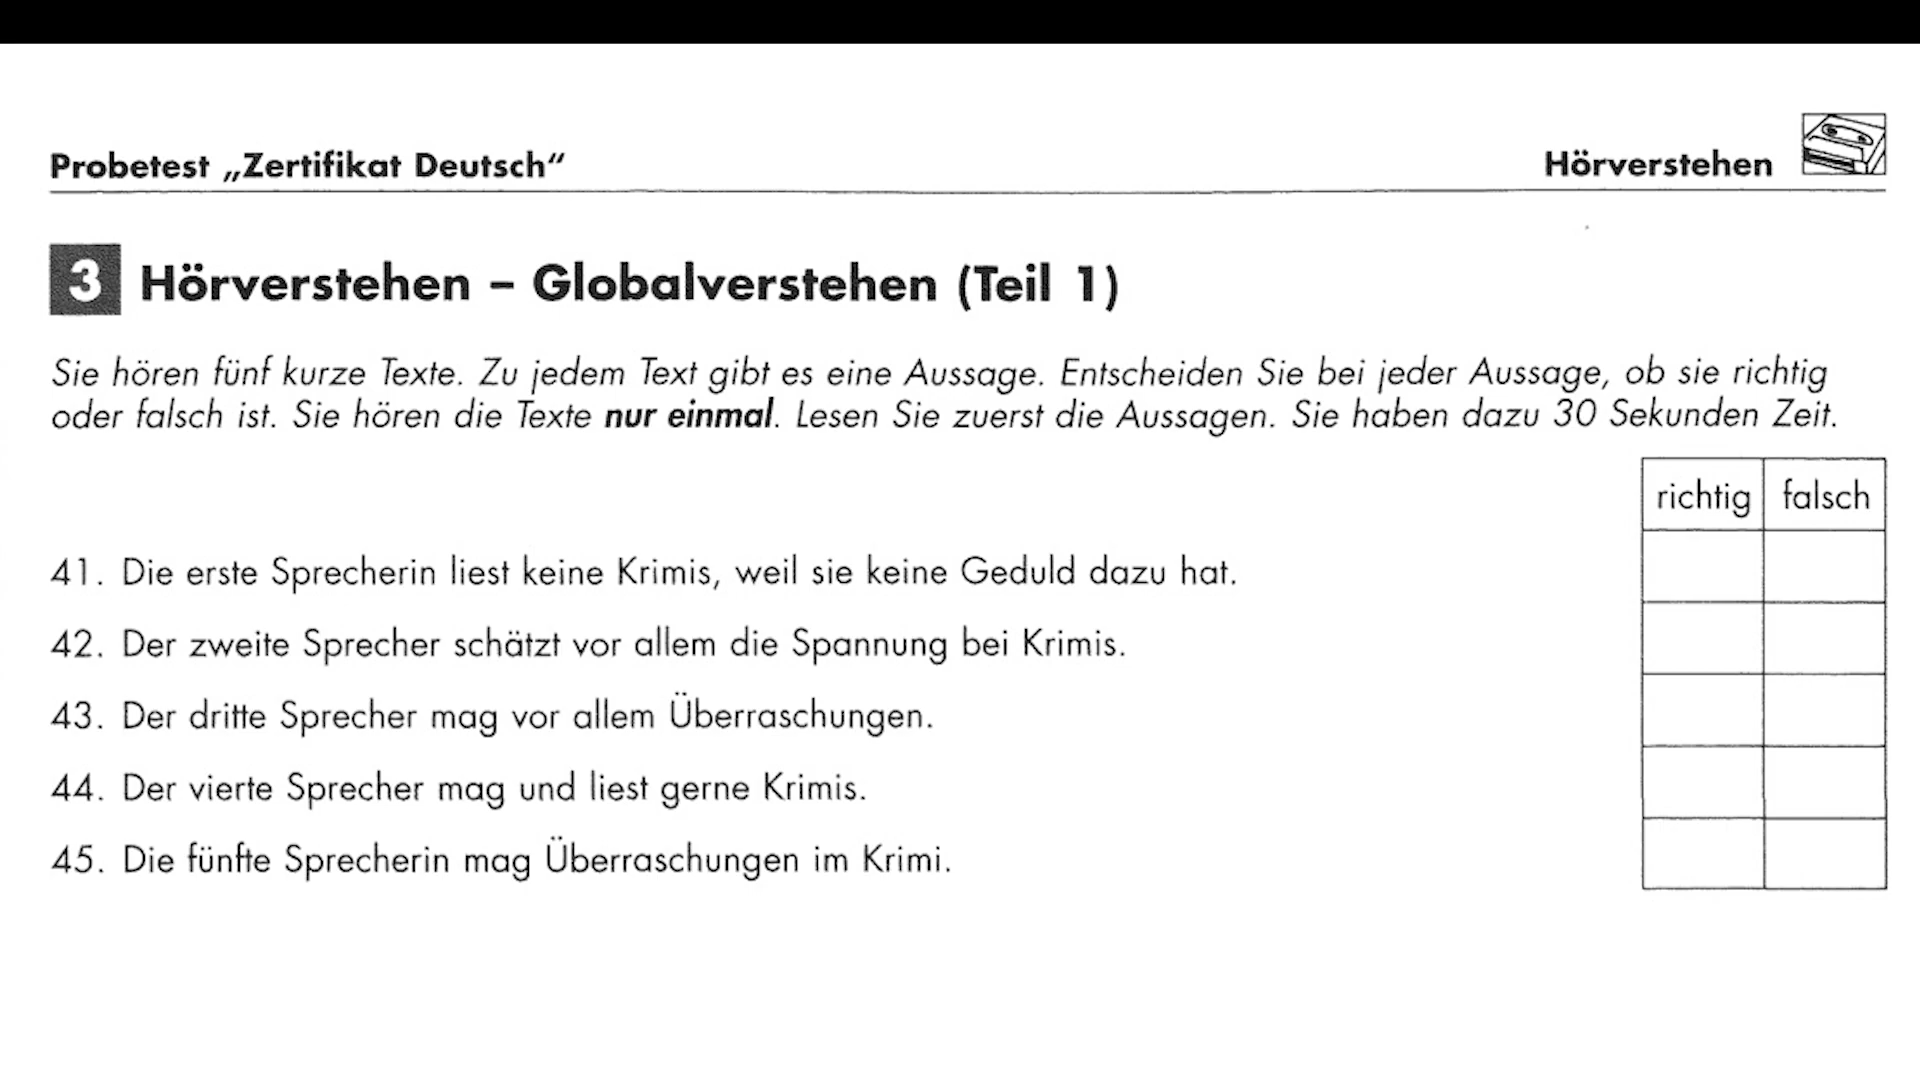 Probetest „Zertifikat Deutsch“
Hörverstehen
3 Hörverstehen – Globalverstehen (Teil 1)
Sie hören fünf kurze Texte. Zu jedem Text gibt es eine Aussage. Entscheiden Sie bei jeder Aussage, ob sie richtig
oder falsch ist. Sie hören die Texte nur einmal. Lesen Sie zuerst die Aussagen. Sie haben dazu 30 Sekunden Zeit.
richtig falsch
41. Die erste Sprecherin liest keine Krimis, weil sie keine Geduld dazu hat.
42. Der zweite Sprecher schätzt vor allem die Spannung bei Krimis.
43. Der dritte Sprecher mag vor allem Überraschungen.
44. Der vierte Sprecher mag und liest gerne Krimis.
45. Die fünfte Sprecherin mag Überraschungen im Krimi.